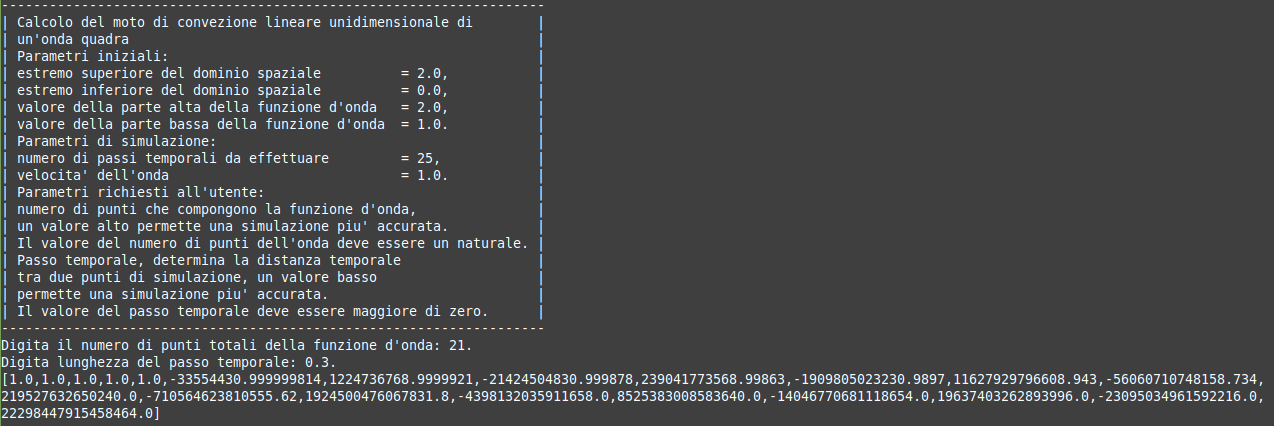 --------------------------------------------------------------------
| Calcolo del moto di convezione lineare unidimensionale di        |
| un'onda quadra                                                   |
| Parametri iniziali:                                              |
| estremo superiore del dominio spaziale          = 2.0,           |
| estremo inferiore del dominio spaziale          = 0.0,           |
| valore della parte alta della funzione d'onda   = 2.0,           |
| valore della parte bassa della funzione d'onda  = 1.0.           |
| Parametri di simulazione:                                        |
| numero di passi temporali da effettuare         = 25,            |
| velocita' dell'onda                             = 1.0.           |
| Parametri richiesti all'utente:                                  |
| numero di punti che compongono la funzione d'onda,               |
| un valore alto permette una simulazione piu' accurata.           |
| Il valore del numero di punti dell'onda deve essere un naturale. |
| Passo temporale, determina la distanza temporale                 |
| tra due punti di simulazione, un valore basso                    |
| permette una simulazione piu' accurata.                          |
| Il valore del passo temporale deve essere maggiore di zero.      |
--------------------------------------------------------------------
Digita il numero di punti totali della funzione d'onda: 21.
Digita lunghezza del passo temporale: 0.3.
[1.0,1.0,1.0,1.0,1.0,-33554430.999999814,1224736768.9999921,-21424504830.999878,239041773568.99863,-1909805023230.9897,11627929796608.943,-56060710748158.734,
219527632650240.0,-710564623810555.62,1924500476067831.8,-4398132035911658.0,8525383008583640.0,-14046770681118654.0,19637403262893996.0,-23095034961592216.0,
22298447915458464.0]